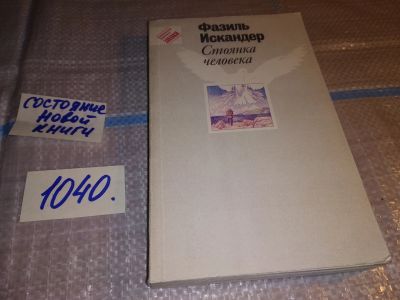 Фазиль
Искандер
Стоянка
человека
состояние
новой
книги
1040.